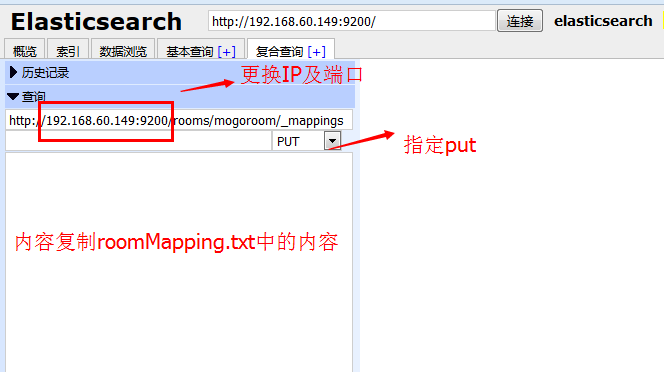 Elasticsearch
http://192.168.60.149:9200/
连接
elasticsearch
概览
索引
数据浏览
基本查询 [+]
复合查询 [+]
历史记录
更换IP及端口
查询
http://192.168.60.149:9200/rooms/mogoroom/_mappings
PUT
指定put
内容复制roomMapping.txt中的内容